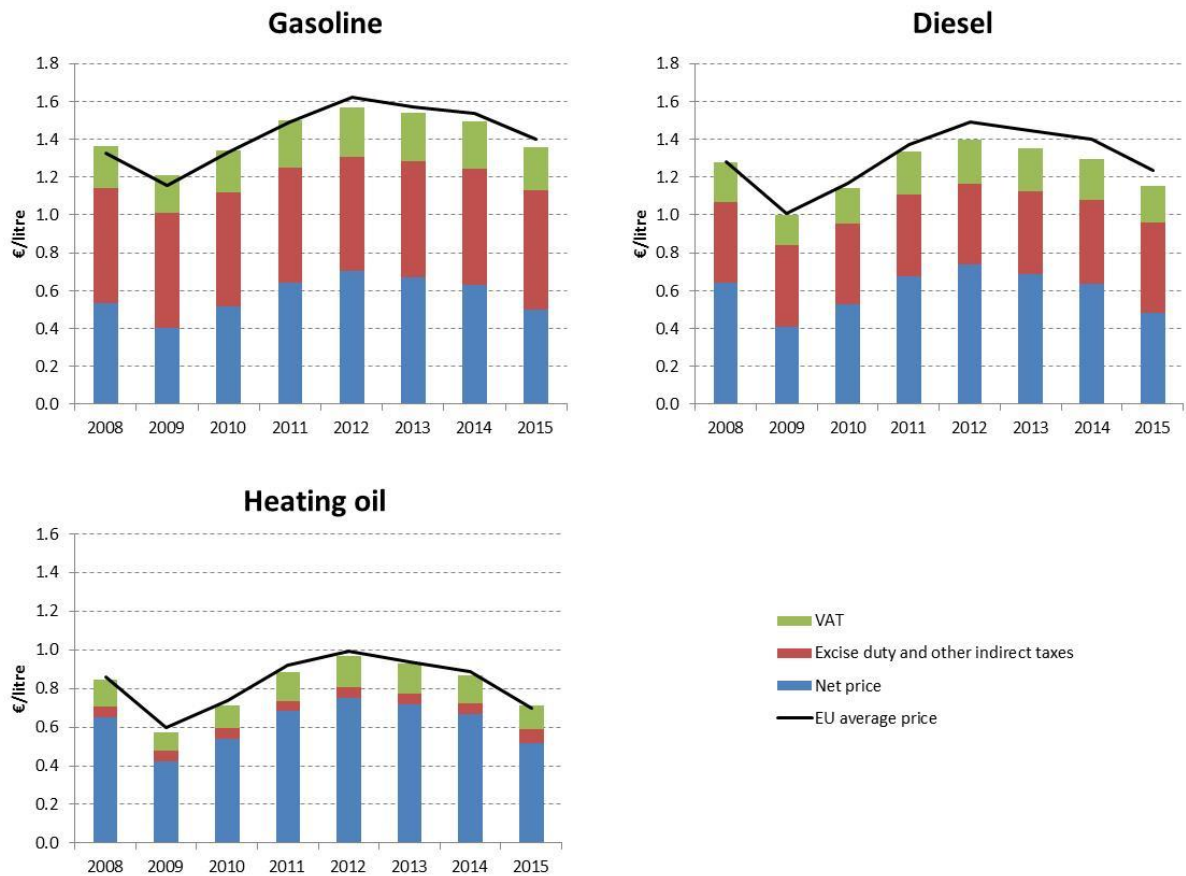 Gasoline
€/litre
1.8
1.6
1.4
1.2
1.0
0.8
0.6
0.4
0.2
0.0
2008 2009 2010 2011 2012 2013 2014 2015
Diesel
€/litre
1.8
1.6
1.4
1.2
1.0
0.8
0.6
0.4
0.2
0.0
2008 2009 2010 2011 2012 2013 2014 2015
Heating oil
€/litre
1.6
1.4
1.2
1.0
0.8
0.6
0.4
0.2
0.0
2008 2009 2010 2011 2012 2013 2014 2015
VAT
Excise duty and other indirect taxes
Net price
EU average price